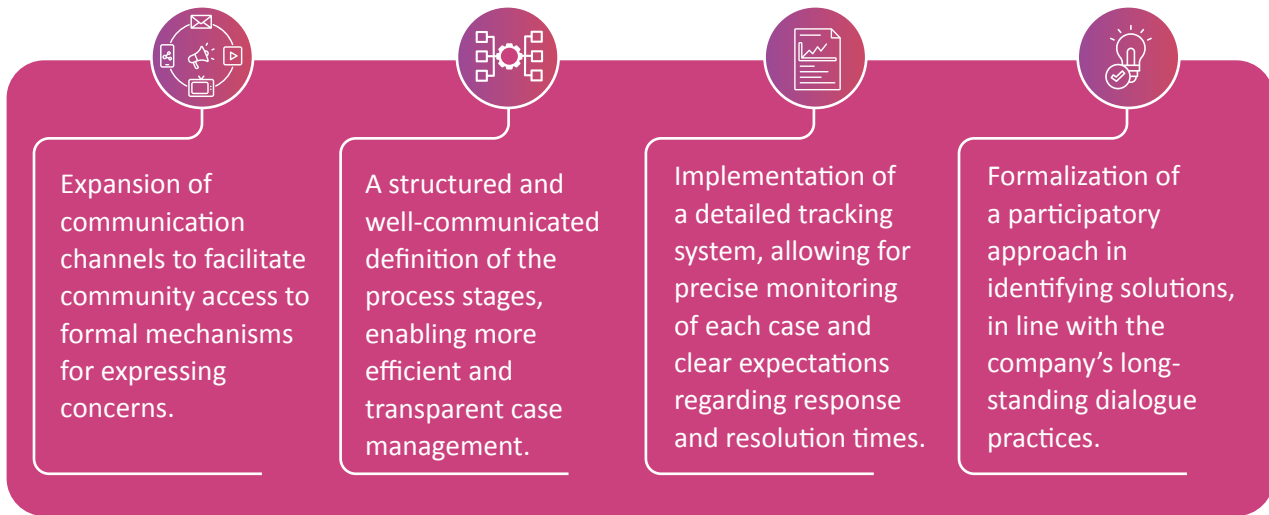 Expansion of
communication
channels to facilitate
community access to
formal mechanisms
for expressing
concerns.
A structured and
well-communicated
definition of the
process stages,
enabling more
efficient and
transparent case
management.
Implementation of
a detailed tracking
system, allowing for
precise monitoring
of each case and
clear expectations
regarding response
and resolution times.
Formalization of
a participatory
approach in
identifying solutions,
in line with the
company’s long-
standing dialogue
practices.